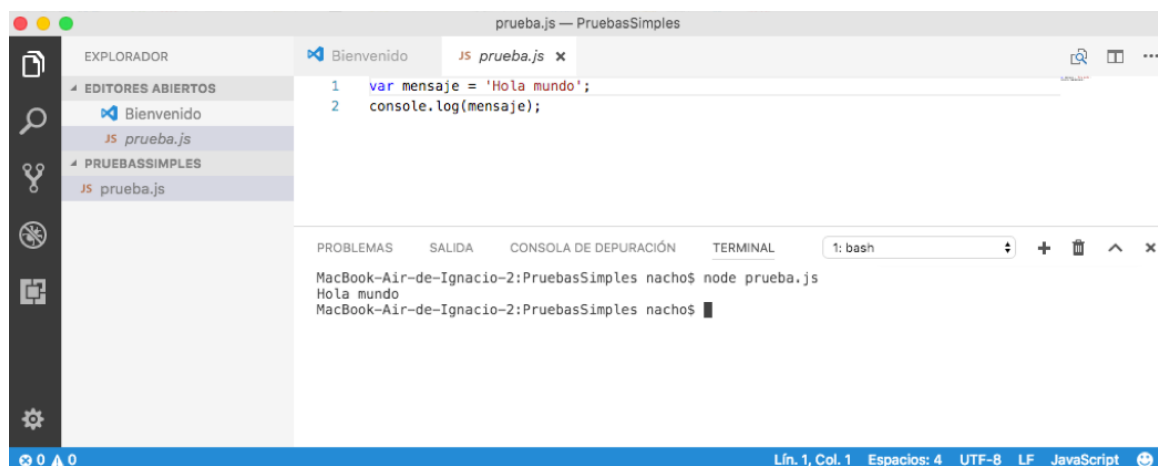 prueba.js — PruebasSimples
EXPLORADOR
EDITORES ABIERTOS
Bienvenido
JS prueba.js
PRUEBASSIMPLES
JS prueba.js
Bienvenido JS prueba.js
1 var mensaje = 'Hola mundo';
2 console.log(mensaje);
PROBLEMAS SALIDA CONSOLA DE DEPURACIÓN TERMINAL 1: bash
MacBook-Air-de-Ignacio-2:PruebasSimples nacho$ node prueba.js
Hola mundo
MacBook-Air-de-Ignacio-2:PruebasSimples nacho$
0 0 Lín. 1, Col. 1 Espacios: 4 UTF-8 LF JavaScript